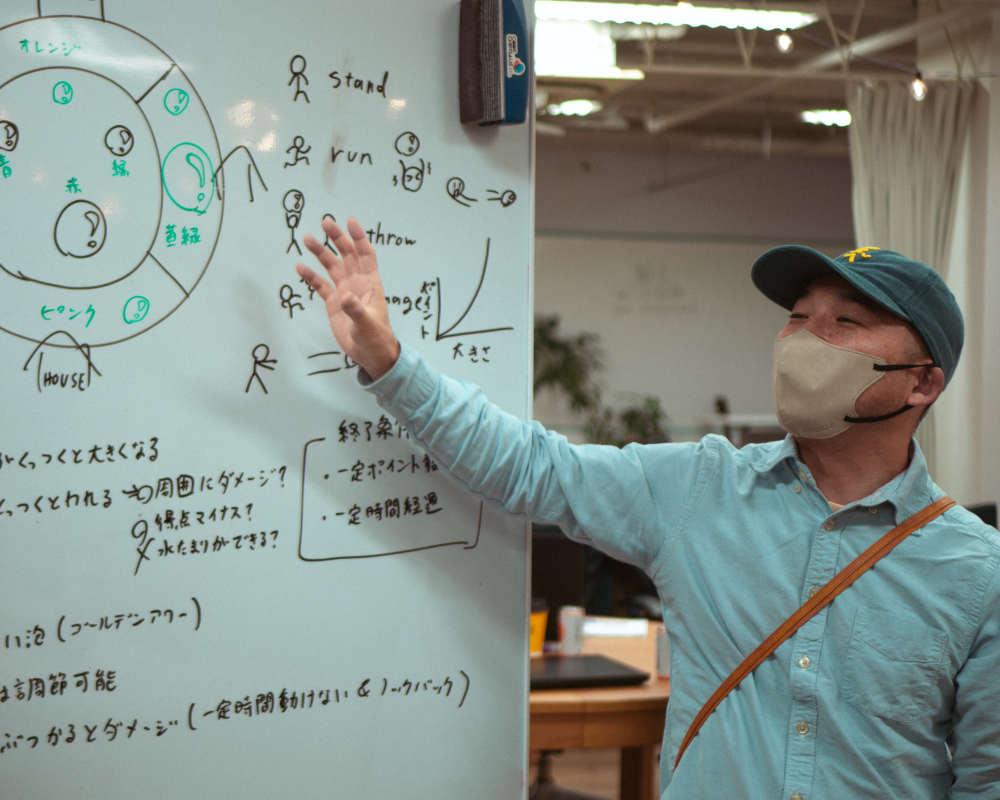 オレンジ
stand
青
緑
run
赤
黄緑
throw
ポイント
大きさ
ピンク
HOUSE
終了条
くっつくと大きくなる
・一定ポイント
っつくとわれる
周囲にダメージ?
得点マイナス?
・一定時間経過
水たまりができる?
い泡(ゴールデンアワー)
は調節可能
ぶつかるとダメージ(一定時間動けない & ノックバック)